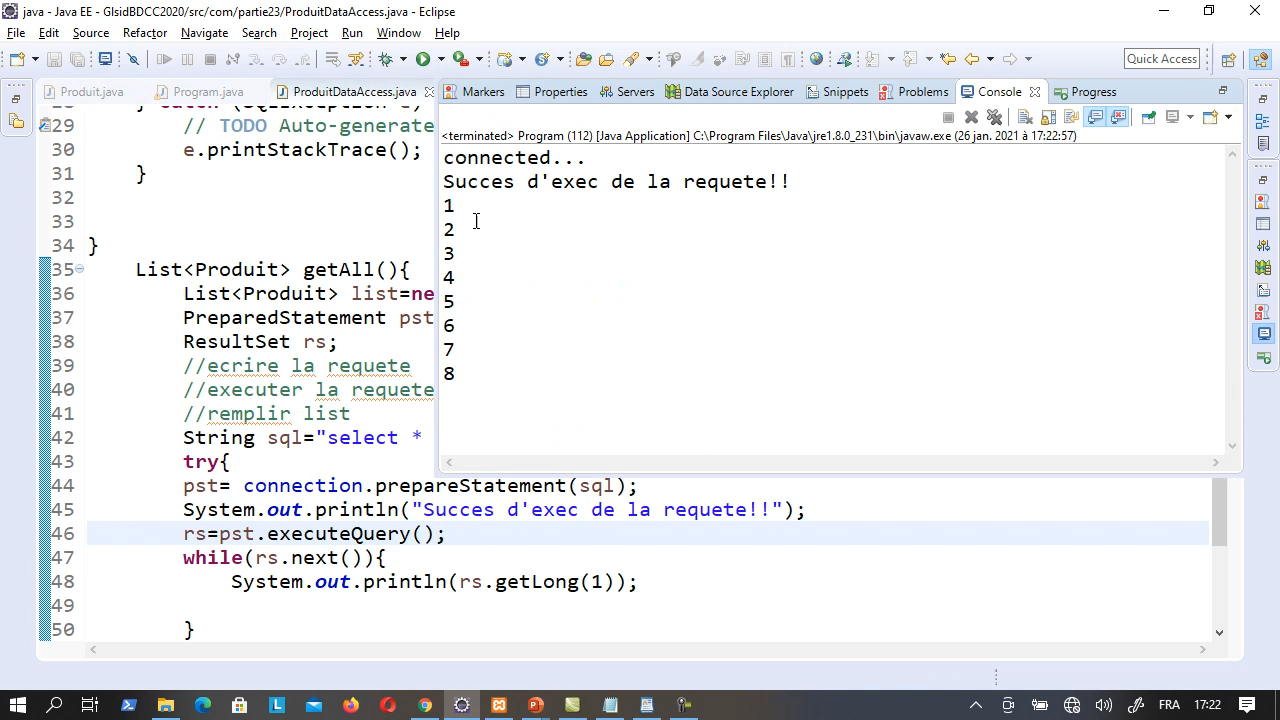 java - Java EE - GlsidBDCC2020/src/com/partie23/ProduitDataAccess.java - Eclipse
File Edit Source Refactor Navigate Search Project Run Window Help
Quick Access
Produit.java Program.java ProduitDataAccess.java
Markers Properties Servers Data Source Explorer Snippets Problems Console Progress
<terminated> Program (112) [Java Application] C:\Program Files\Java\jre1.8.0_231\bin\javaw.exe (26 jan. 2021 à 17:22:57)
connected...
Succes d'exec de la requete!!
1
2
3
4
5
6
7
8
29 // TODO Auto-generate
30 e.printStackTrace();
31 }
32
33
34 }
35 List<Produit> getAll(){
36 List<Produit> list=ne
37 PreparedStatement pst
38 ResultSet rs;
39 //ecrire la requete
40 //executer la requete
41 //remplir list
42 String sql="select *
43 try{
44 pst= connection.prepareStatement(sql);
45 System.out.println("Succes d'exec de la requete!!");
46 rs=pst.executeQuery();
47 while(rs.next()){
48 System.out.println(rs.getLong(1));
49
50 }
17:22